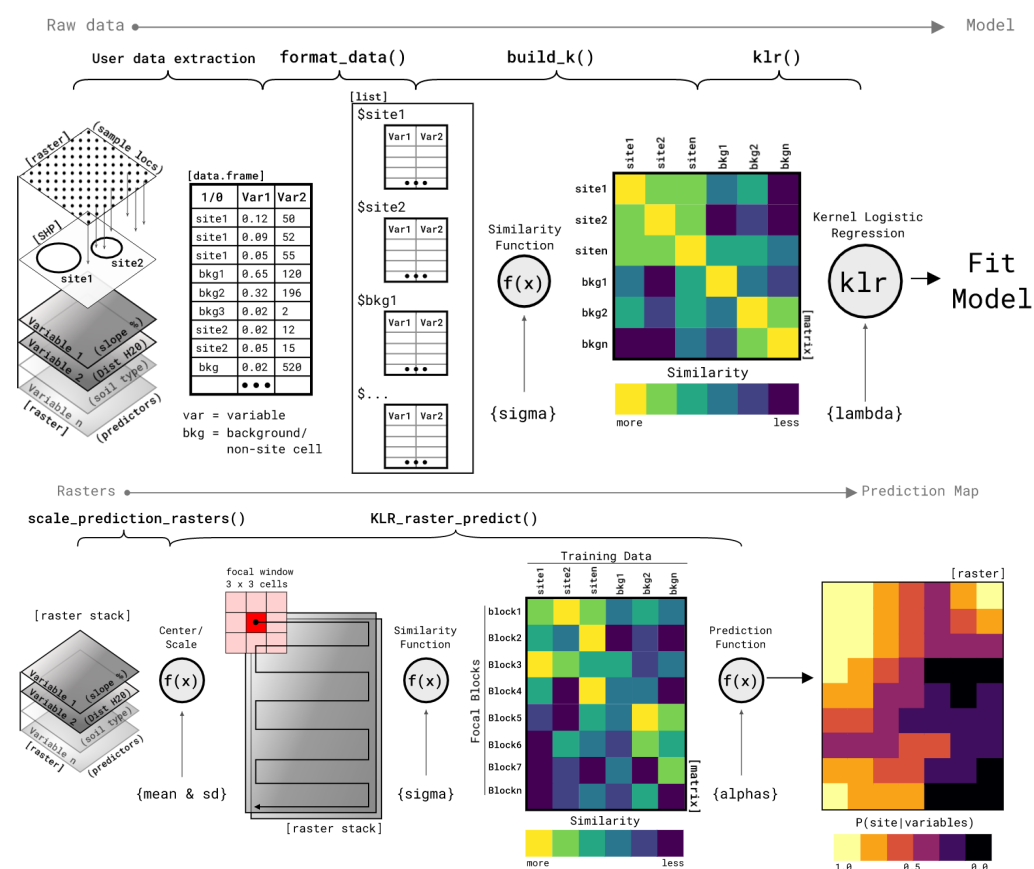 Raw data
Model
User data extraction
format_data()
build_k()
klr()
[raster]
(sample locs)
[SHP]
site1
site2
Variable 1
(slope %)
Variable 2
(Dist H20)
(soil type)
Variable n
[raster]
(predictors)
[data.frame]
1/0 Var1 Var2
site1 0.12 50
site1 0.09 52
site1 0.05 55
bkg1 0.65 120
bkg2 0.32 196
bkg3 0.02 2
site2 0.02 12
site2 0.05 15
bkg 0.02 520
var = variable
bkg = background/
non-site cell
[list]
$site1
Var1 Var2
$site2
Var1 Var2
$bkg1
Var1 Var2
$...
Var1 Var2
Similarity
Function
f(x)
{sigma}
site1
site2
siten
bkg1
bkg2
bkgn
site1
site2
siten
bkg1
bkg2
bkgn
[matrix]
Similarity
more
less
Kernel Logistic
Regression
klr
{lambda}
Fit
Model
Rasters
Prediction Map
scale_prediction_rasters()
KLR_raster_predict()
[raster stack]
Variable 1
(slope %)
Variable 2
(Dist H20)
(soil type)
Variable n
[raster]
(predictors)
Center/
Scale
f(x)
{mean & sd}
focal window
3 x 3 cells
[raster stack]
Similarity
Function
f(x)
{sigma}
Training Data
site1
site2
siten
bkg1
bkg2
bkgn
Focal Blocks
block1
Block2
Block3
Block4
Block5
Block6
Block7
Blockn
[matrix]
Similarity
more
less
Prediction
Function
f(x)
{alphas}
[raster]
P(site|variables)
1.0
0.5
0.0